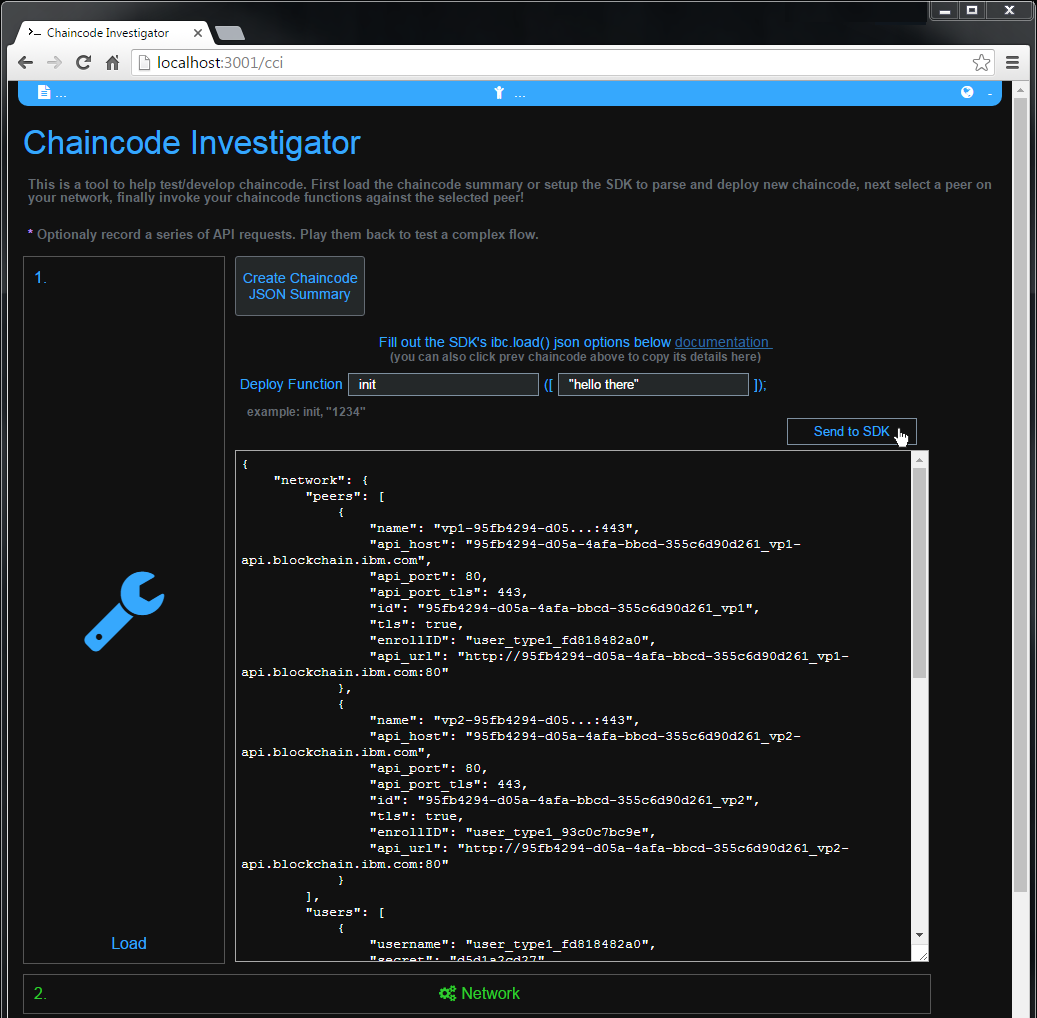 Chaincode Investigator
localhost:3001/cci
...
...
-
Chaincode Investigator
This is a tool to help test/develop chaincode. First load the chaincode summary or setup the SDK to parse and deploy new chaincode, next select a peer on
your network, finally invoke your chaincode functions against the selected peer!
* Optionaly record a series of API requests. Play them back to test a complex flow.
1.
Load
Create Chaincode
JSON Summary
Fill out the SDK's ibc.load() json options below documentation
(you can also click prev chaincode above to copy its details here)
Deploy Function init ([ "hello there" ]);
example: init, "1234"
Send to SDK
{
"network": {
"peers": [
{
"name": "vp1-95fb4294-d05...:443",
"api_host": "95fb4294-d05a-4afa-bbcd-355c6d90d261_vp1-
api.blockchain.ibm.com",
"api_port": 80,
"api_port_tls": 443,
"id": "95fb4294-d05a-4afa-bbcd-355c6d90d261_vp1",
"tls": true,
"enrollID": "user_type1_fd818482a0",
"api_url": "http://95fb4294-d05a-4afa-bbcd-355c6d90d261_vp1-
api.blockchain.ibm.com:80"
},
{
"name": "vp2-95fb4294-d05...:443",
"api_host": "95fb4294-d05a-4afa-bbcd-355c6d90d261_vp2-
api.blockchain.ibm.com",
"api_port": 80,
"api_port_tls": 443,
"id": "95fb4294-d05a-4afa-bbcd-355c6d90d261_vp2",
"tls": true,
"enrollID": "user_type1_93c0c7bc9e",
"api_url": "http://95fb4294-d05a-4afa-bbcd-355c6d90d261_vp2-
api.blockchain.ibm.com:80"
}
],
"users": [
{
"username": "user_type1_fd818482a0",
"secret": "d5d1a2cd27"
2.
Network